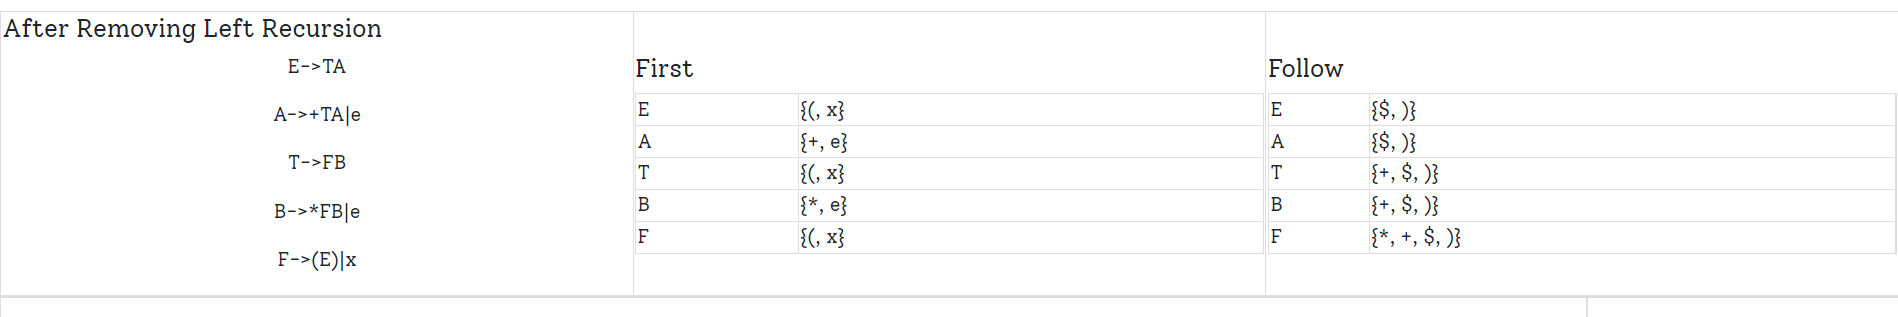 After Removing Left Recursion
E->TA
A->+TA|e
T->FB
B->*FB|e
F->(E)|x
First
E {(, x}
A {+, e}
T {(, x}
B {*, e}
F {(, x}
Follow
E {$, )}
A {$, )}
T {+, $, )}
B {+, $, )}
F {*, +, $, )}